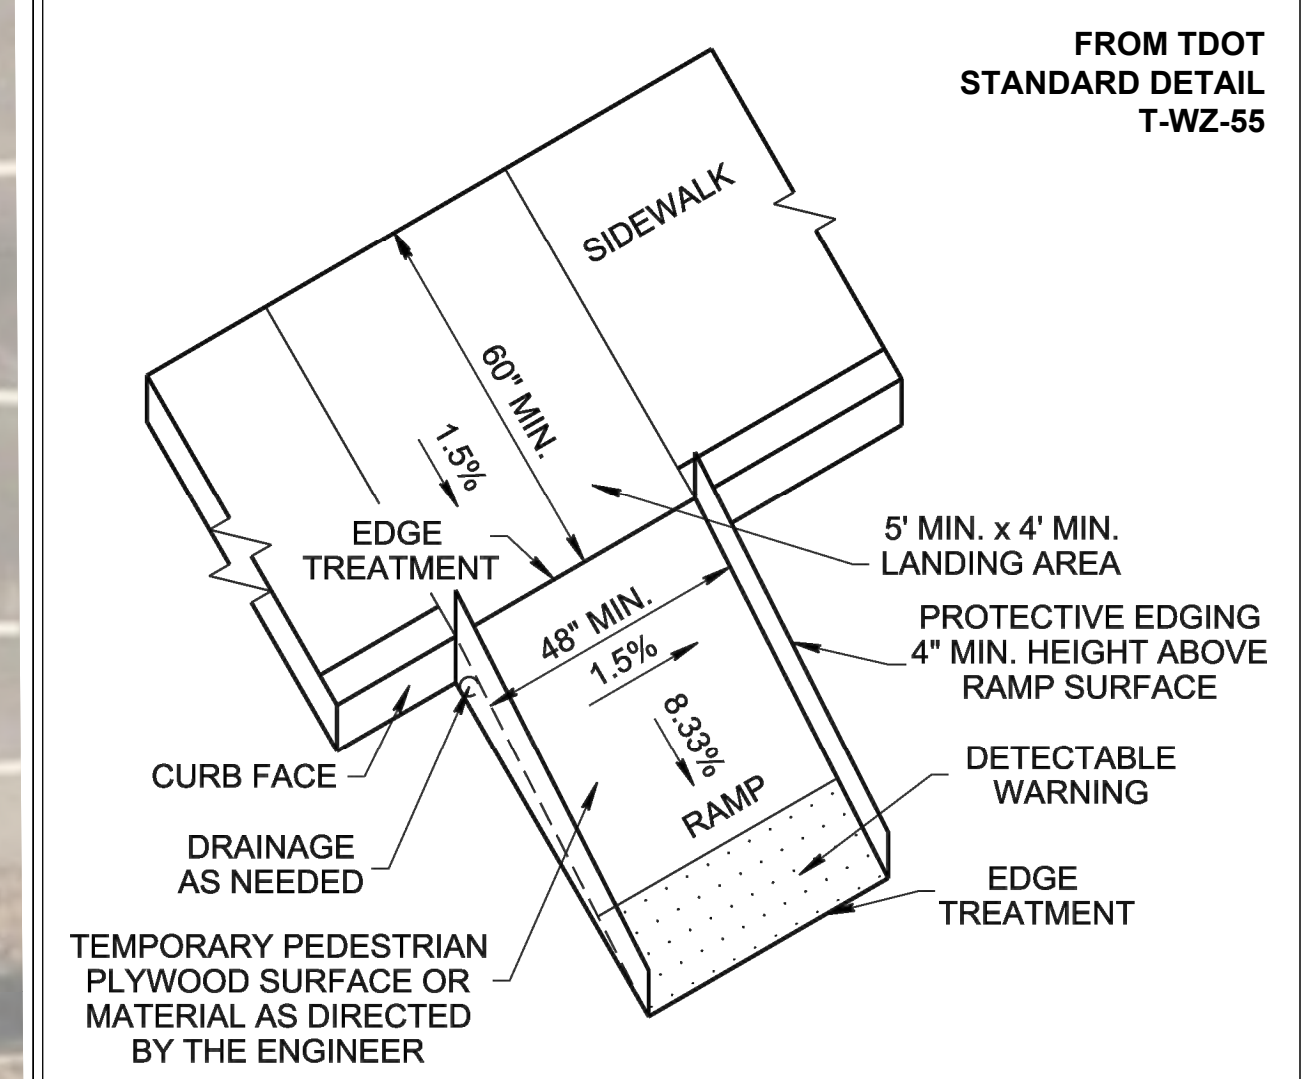 FROM TDOT
STANDARD DETAIL
T-WZ-55
SIDEWALK
60" MIN.
1.5%
EDGE
TREATMENT
5' MIN. x 4' MIN.
LANDING AREA
48" MIN.
1.5%
PROTECTIVE EDGING
4" MIN. HEIGHT ABOVE
RAMP SURFACE
8.33%
RAMP
CURB FACE
DETECTABLE
WARNING
DRAINAGE
AS NEEDED
EDGE
TREATMENT
TEMPORARY PEDESTRIAN
PLYWOOD SURFACE OR
MATERIAL AS DIRECTED
BY THE ENGINEER